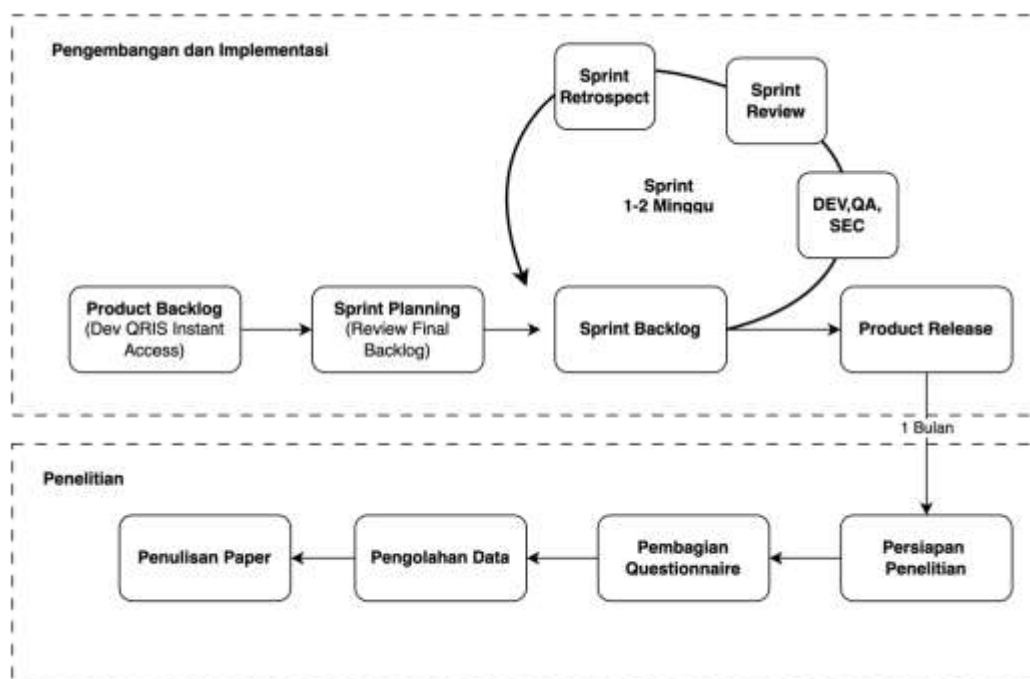 Pengembangan dan Implementasi
Sprint
Retrospect
Sprint
Review
Sprint
1-2 Minggu
DEV,QA,
SEC
Product Backlog
(Dev QRIS Instant
Access)
Sprint Planning
(Review Final
Backlog)
Sprint Backlog
Product Release
1 Bulan
Penelitian
Penulisan Paper
Pengolahan Data
Pembagian
Questionnaire
Persiapan
Penelitian